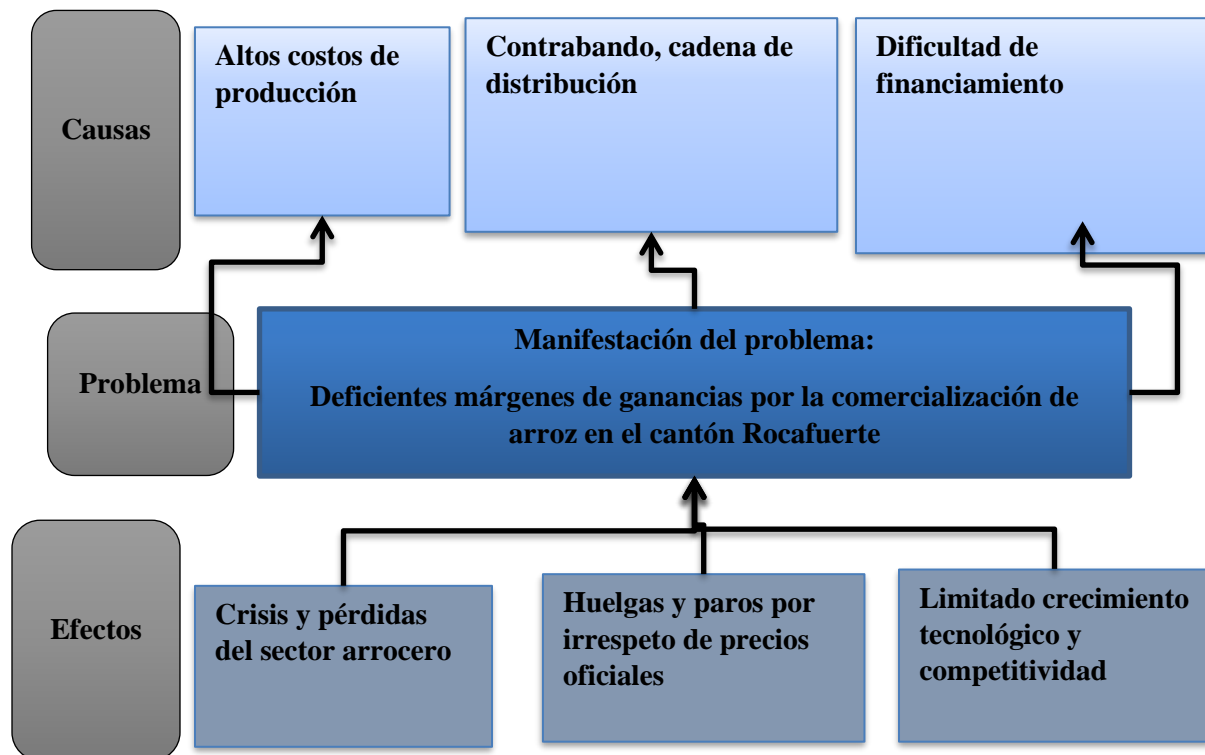 Causas
Altos costos de
producción
Contrabando, cadena de
distribución
Dificultad de
financiamiento
Problema
Manifestación del problema:
Deficientes márgenes de ganancias por la comercialización de
arroz en el cantón Rocafuerte
Efectos
Crisis y pérdidas
del sector arrocero
Huelgas y paros por
irrespeto de precios
oficiales
Limitado crecimiento
tecnológico y
competitividad